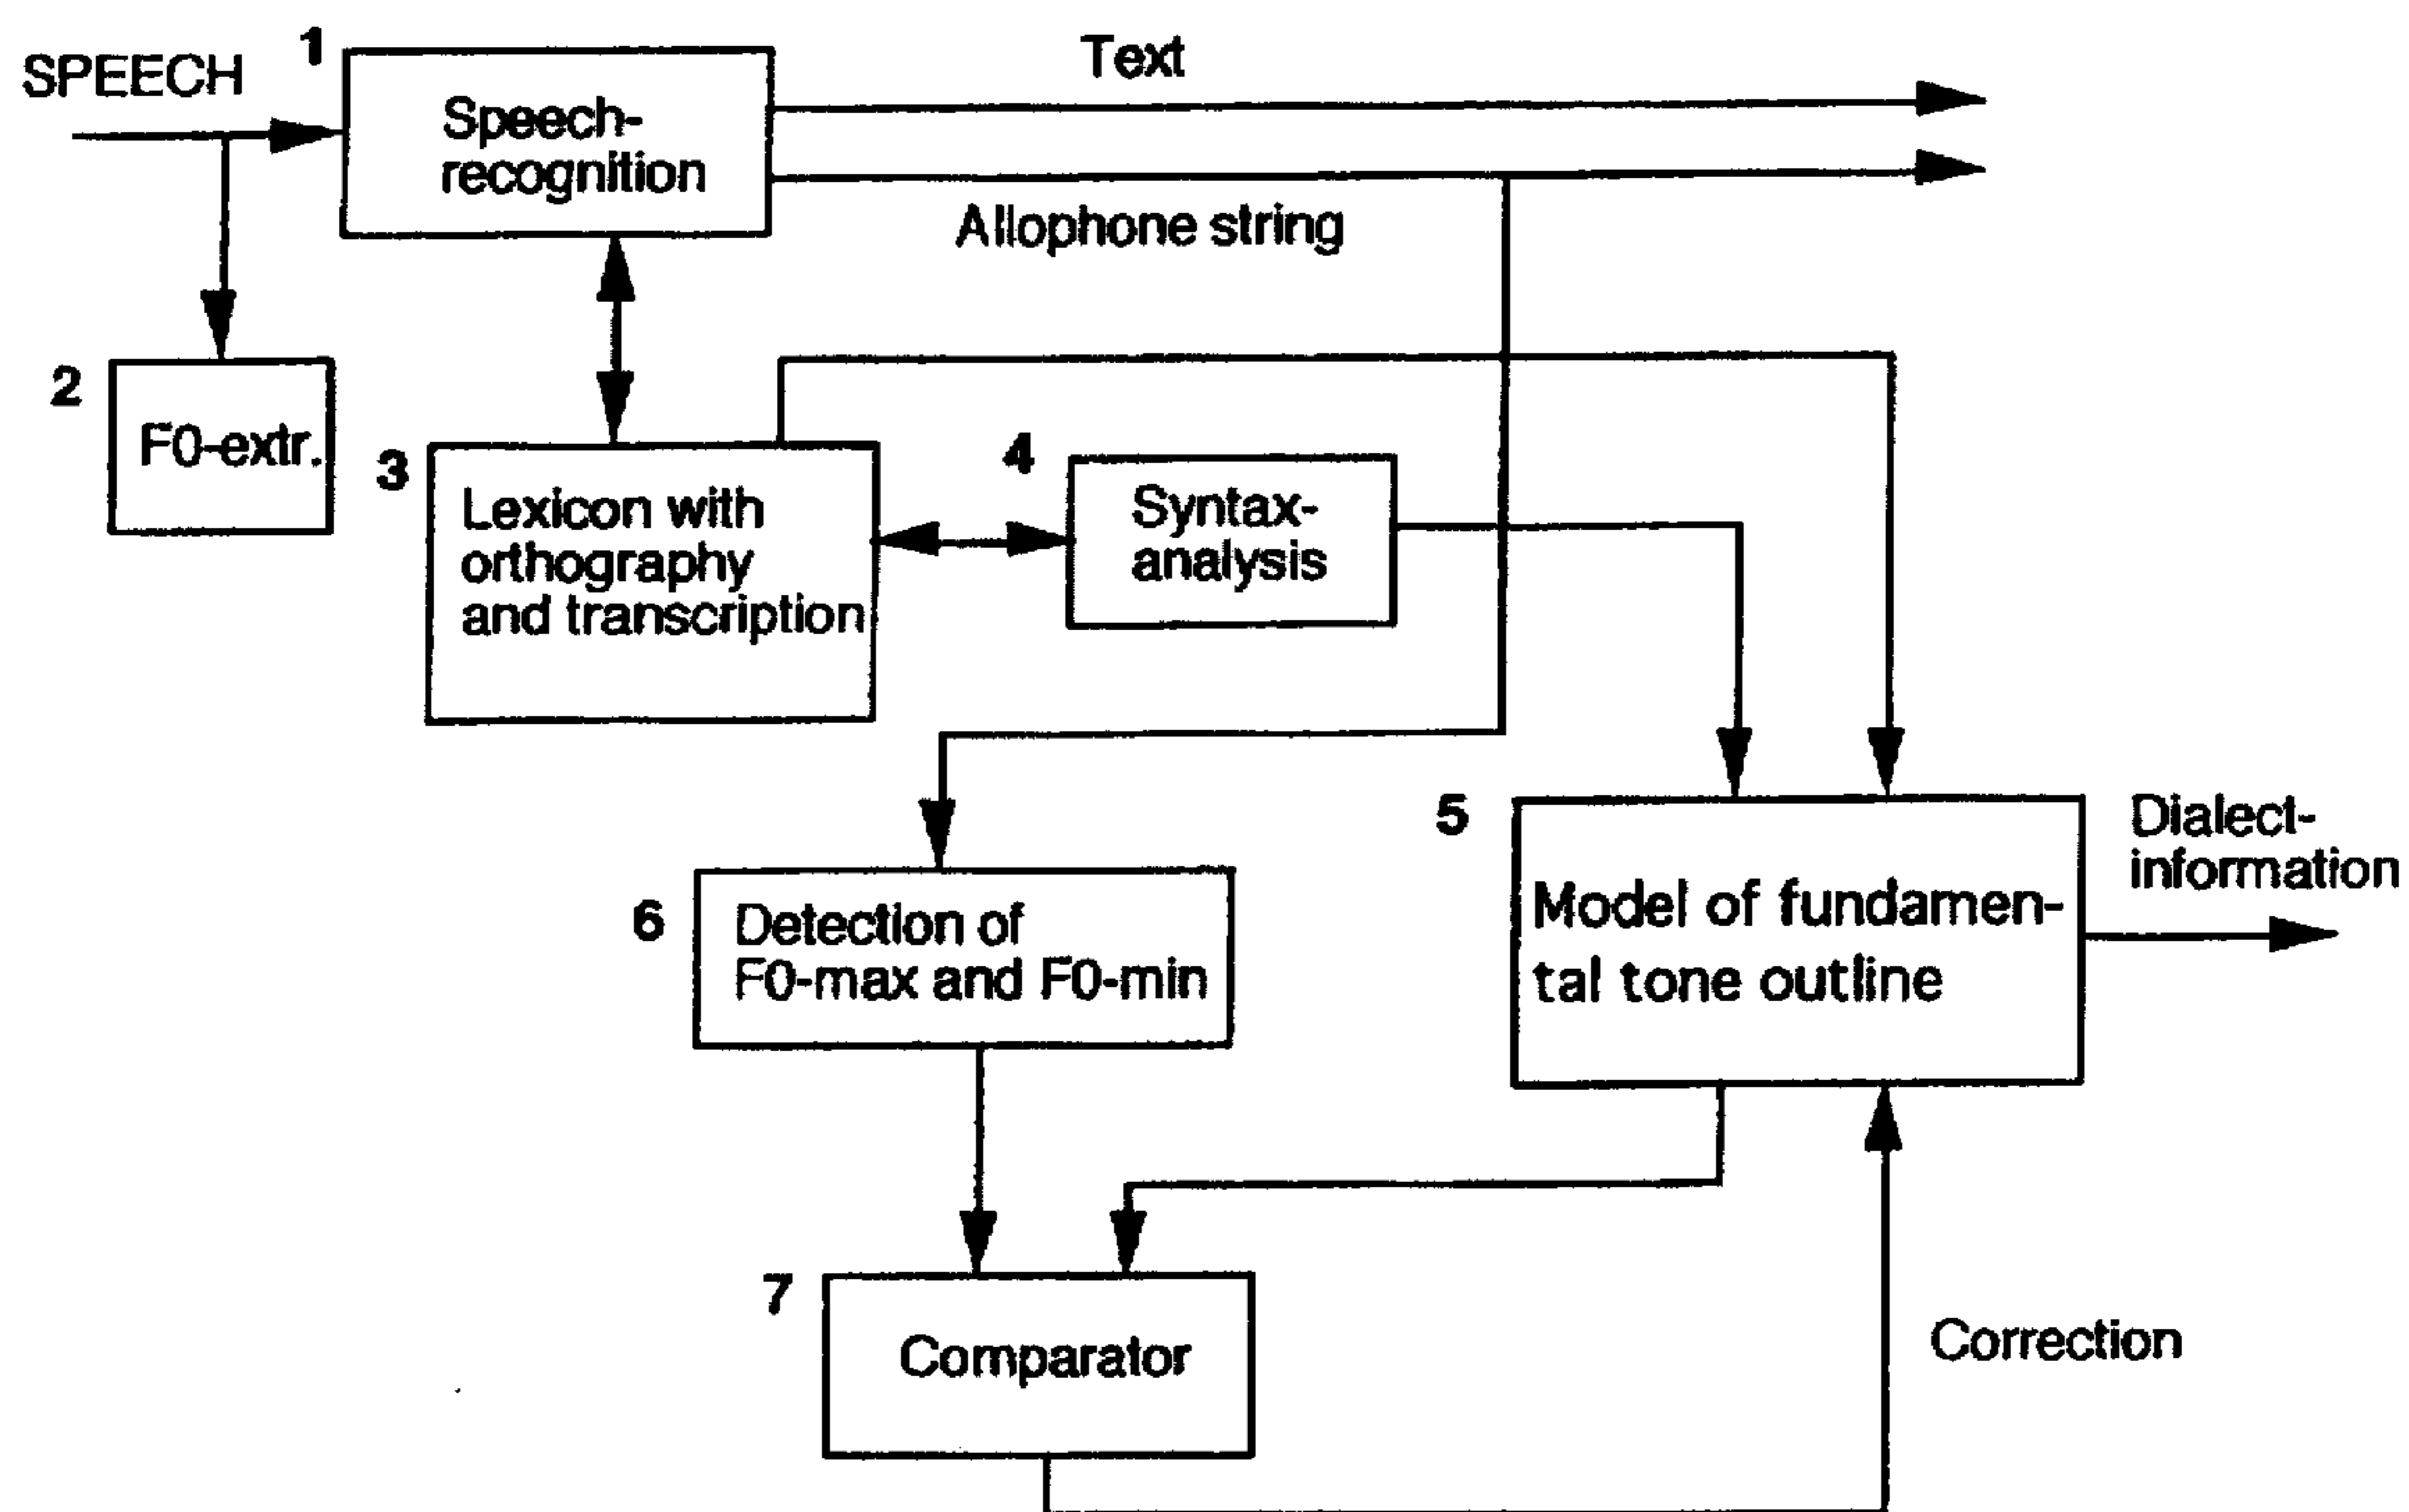 1
SPEECH
Speech-
recognition
Text
Allophone string
2
F0-extr.
3
Lexicon with
orthography
and transcription
4
Syntax-
analysis
5
Model of fundamen-
tal tone outline
Dialect-
information
6
Detection of
F0-max and F0-min
7
Comparator
Correction